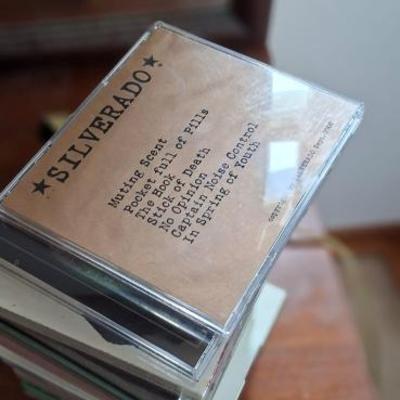 ★SILVERADO★
Muting Scent
Pocket full of Pills
The Hook
Stick of Death
No Opinion
Captain Noise Control
In Spring of Youth